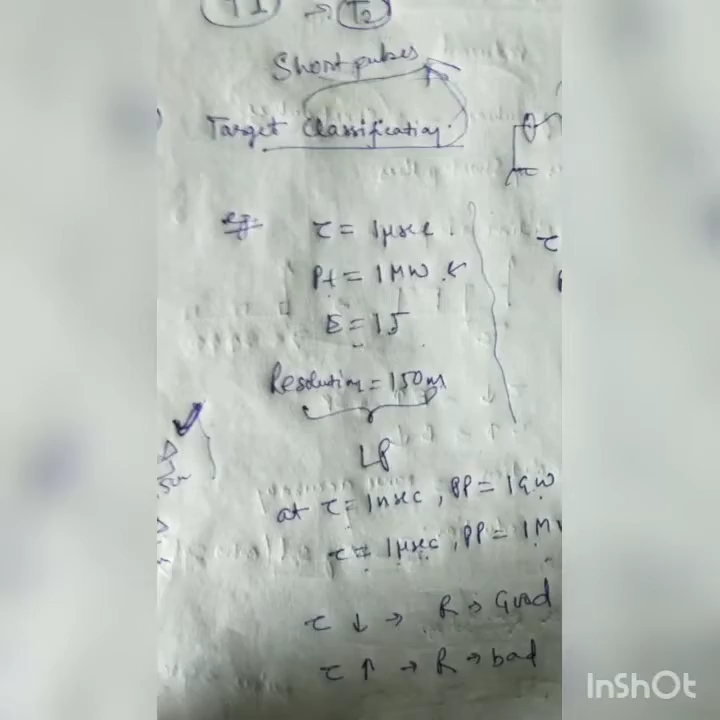 T1 → T2
Short pulses
Target Classification.
eg. τ = 1μsec.
Pt = 1MW.
E = 1J
Resolution = 150m
LP
at τ = 1nsec, PP = 1GW
τ = 1μsec, PP = 1M
τ ↓ → R → Good
τ ↑ → R → bad
InShOt